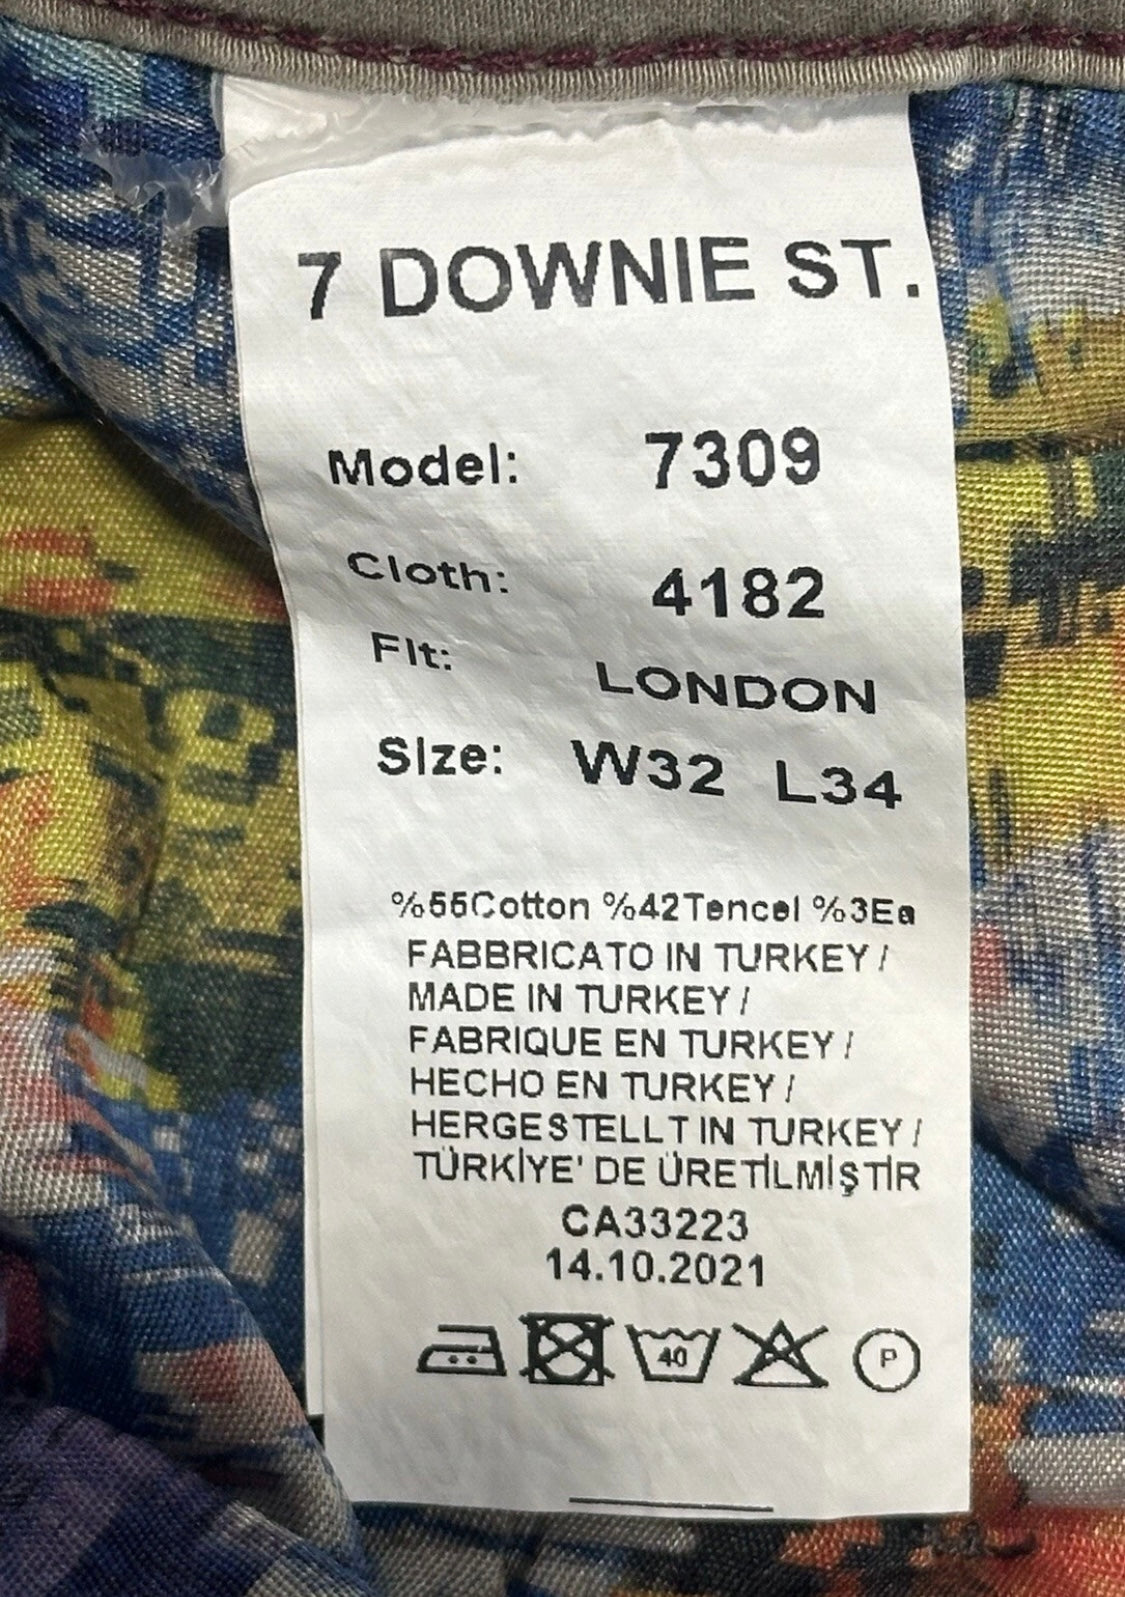 7 DOWNIE ST.
Model: 7309
Cloth: 4182
Fit: LONDON
Size: W32 L34
%55Cotton %42Tencel %3Ea
FABBRICATO IN TURKEY /
MADE IN TURKEY /
FABRIQUE EN TURKEY /
HECHO EN TURKEY /
HERGESTELLT IN TURKEY /
TÜRKİYE' DE ÜRETİLMİŞTİR
CA33223
14.10.2021
40 P